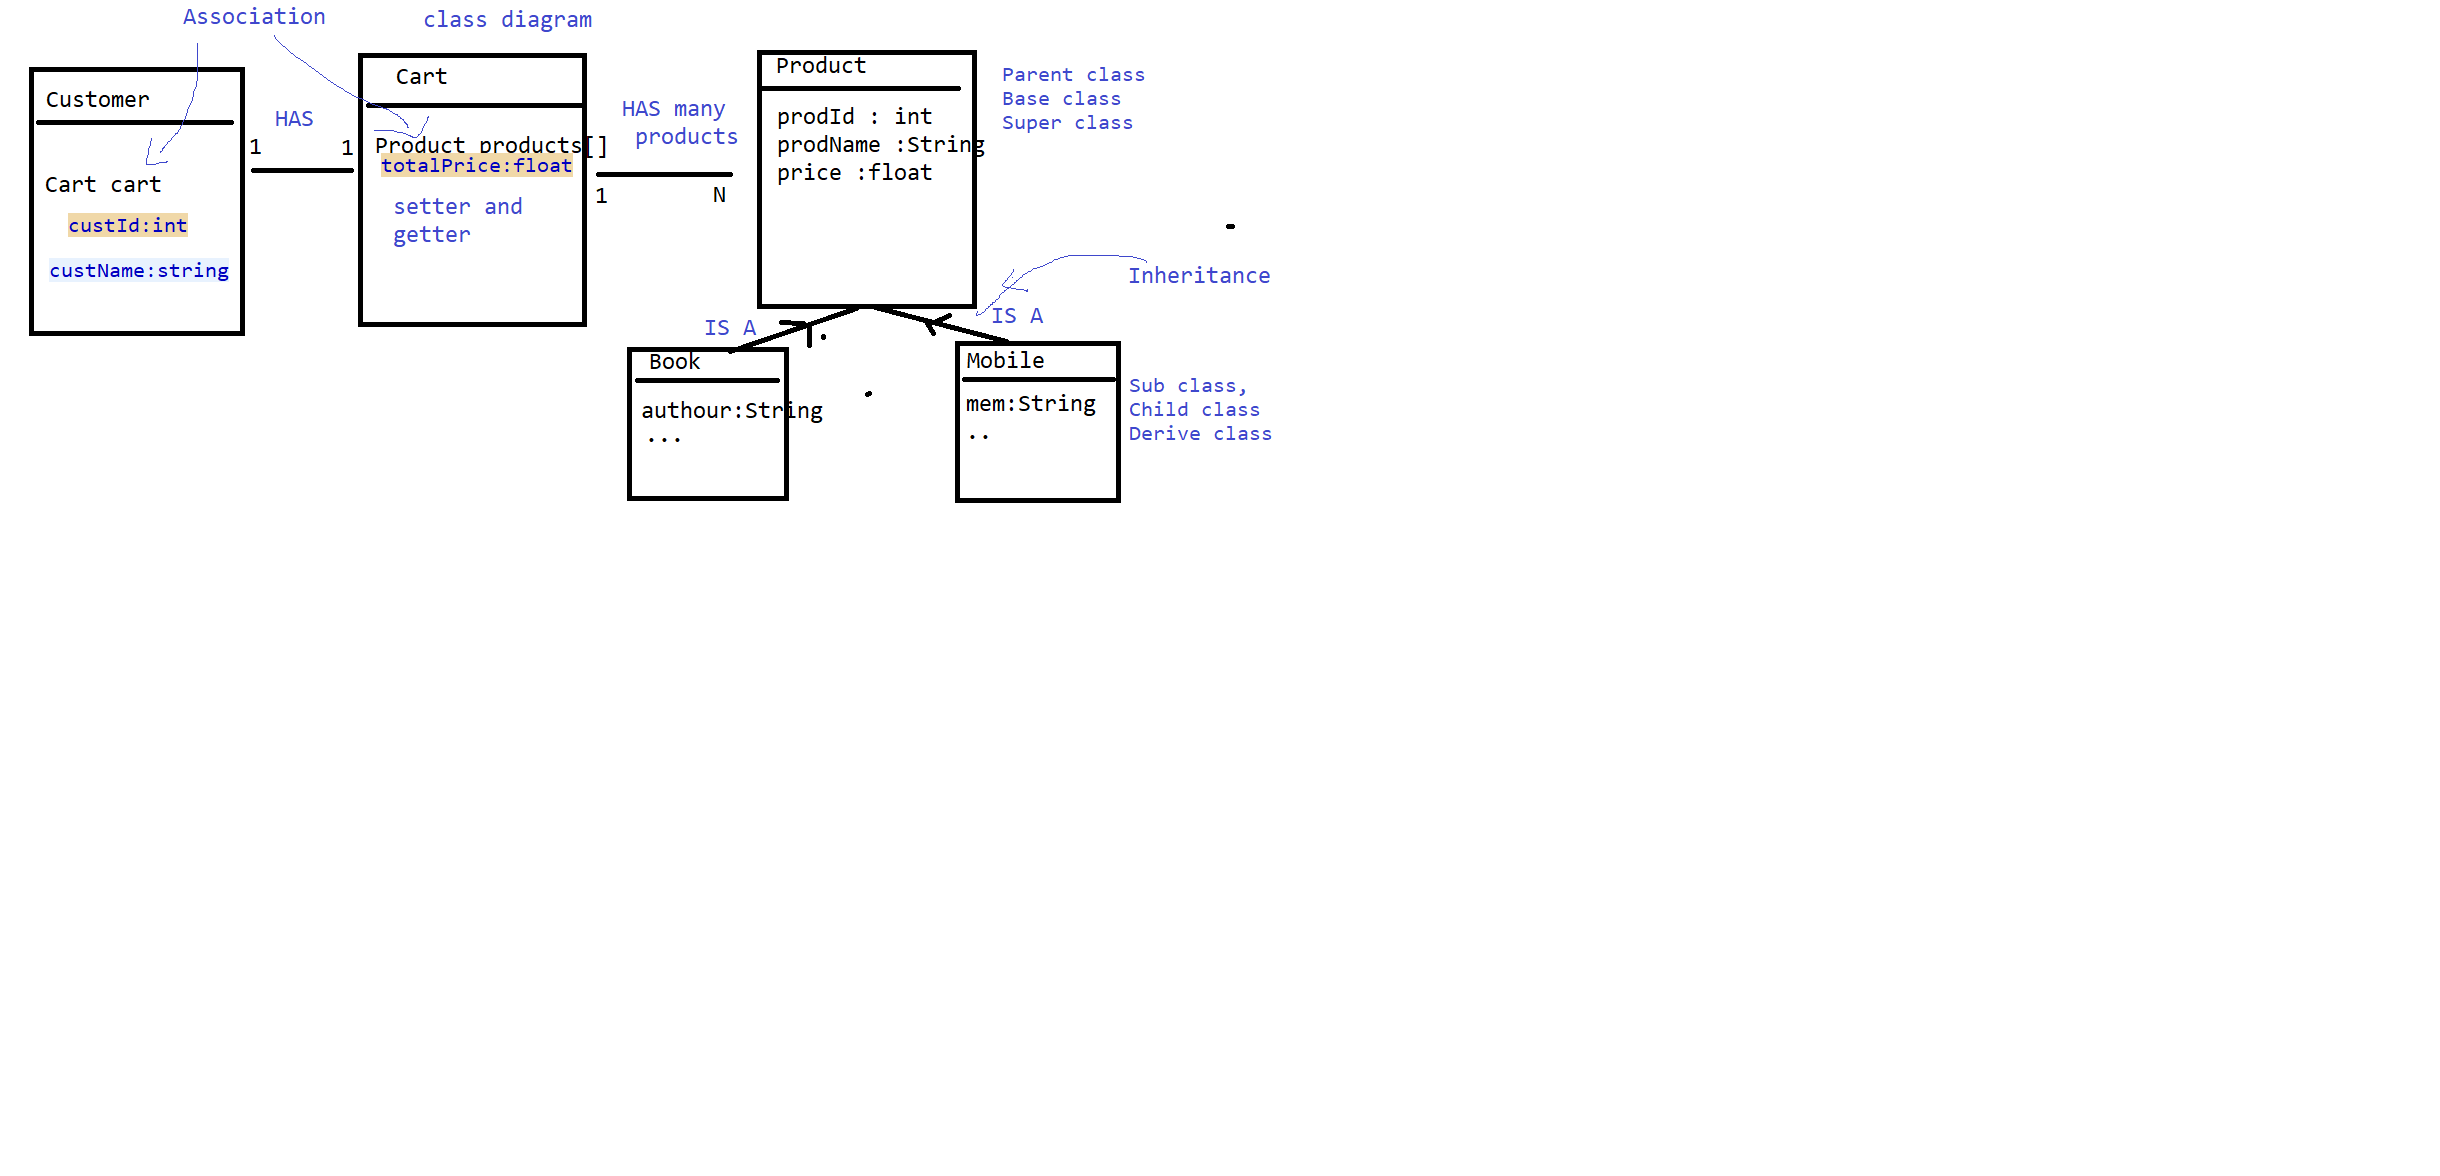 Association
class diagram
Customer
Cart cart
custId:int
custName:string
HAS
1
1
Cart
Product products[]
totalPrice:float
setter and
getter
HAS many
products
1
N
Product
prodId : int
prodName :String
price :float
Parent class
Base class
Super class
Inheritance
IS A
IS A
Book
authour:String
...
Mobile
mem:String
..
Sub class,
Child class
Derive class